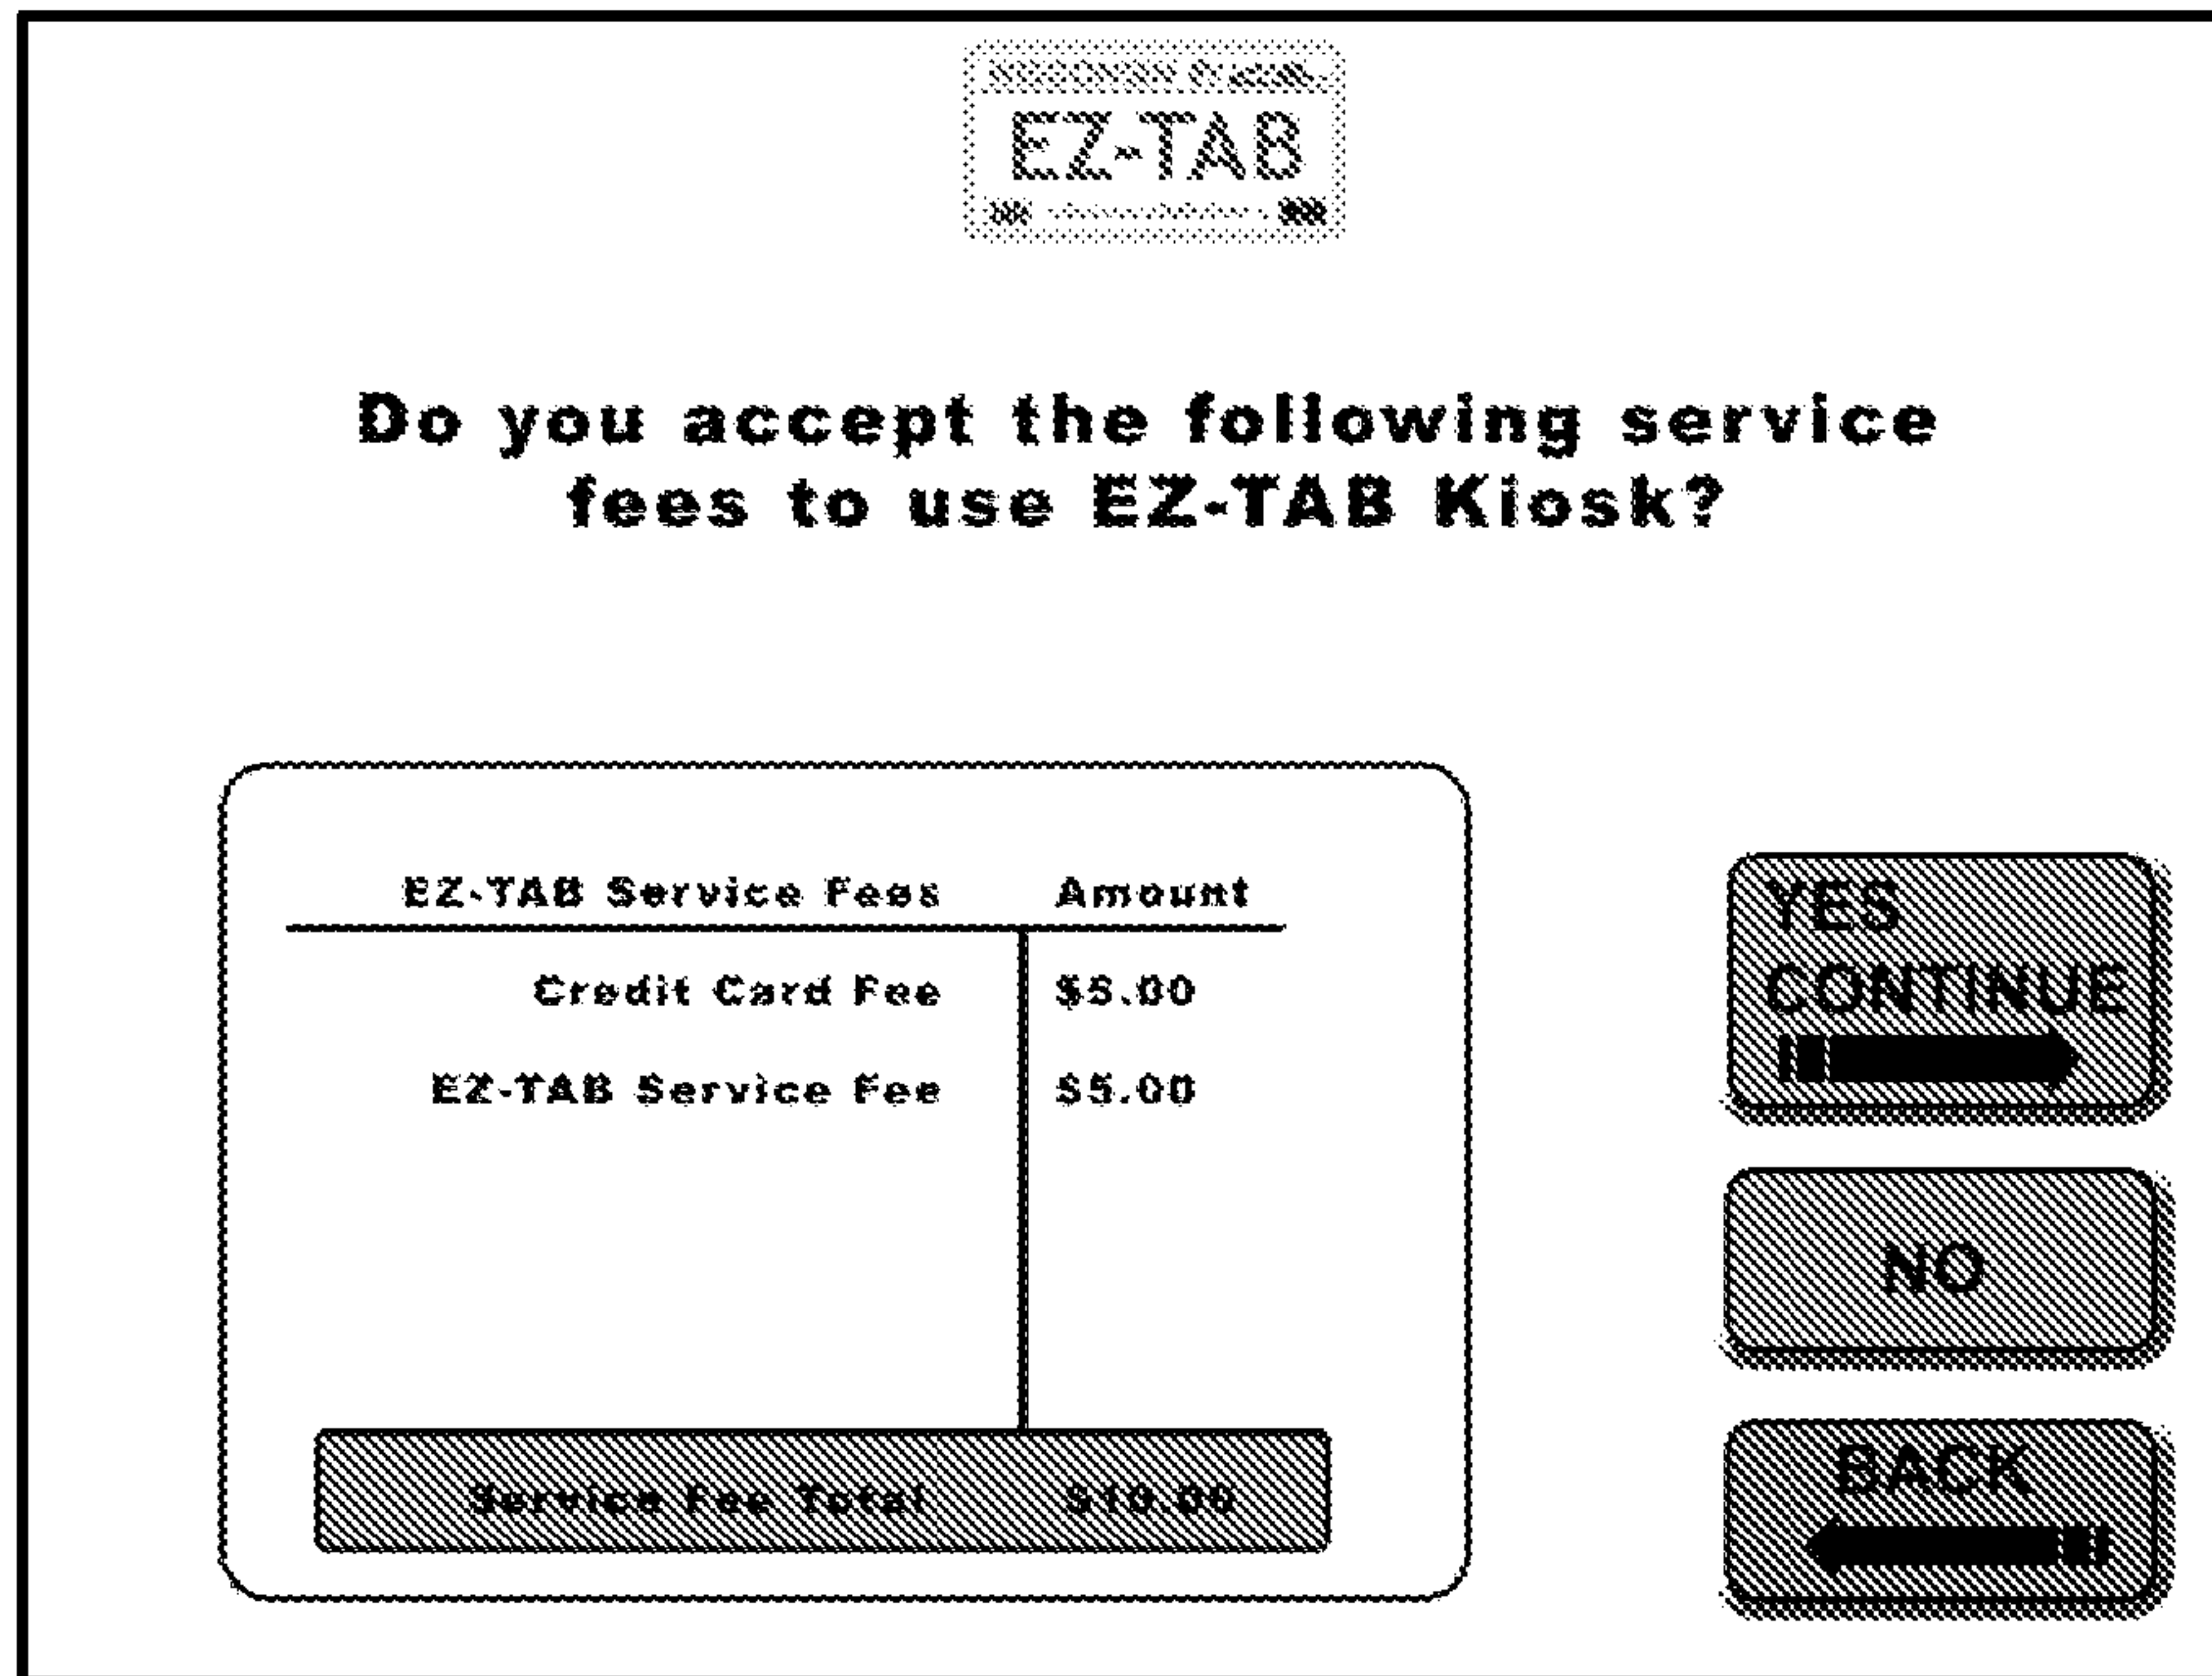 EZ-TAB
Do you accept the following service
fees to use EZ-TAB Kiosk?
EZ-TAB Service Fees Amount
Credit Card Fee $5.00
EZ-TAB Service Fee $5.00
Service Fee Total $10.00
YES
CONTINUE
NO
BACK